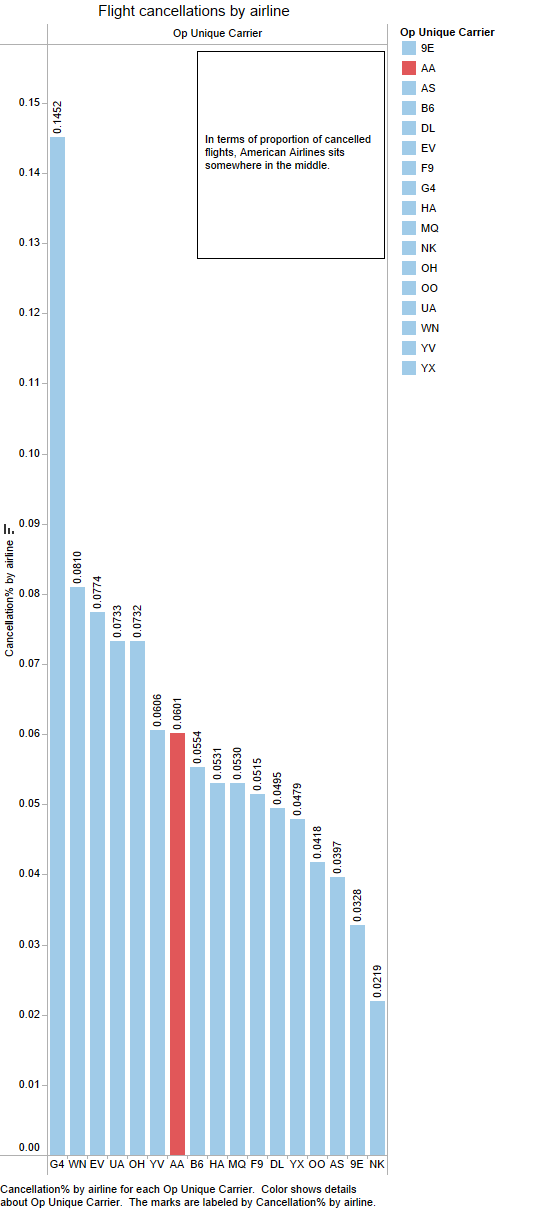 Flight cancellations by airline
Op Unique Carrier
In terms of proportion of cancelled
flights, American Airlines sits
somewhere in the middle.
Op Unique Carrier
9E
AA
AS
B6
DL
EV
F9
G4
HA
MQ
NK
OH
OO
UA
WN
YV
YX
Cancellation% by airline
0.15
0.14
0.13
0.12
0.11
0.10
0.09
0.08
0.07
0.06
0.05
0.04
0.03
0.02
0.01
0.00
0.1452
0.0810
0.0774
0.0733
0.0732
0.0606
0.0601
0.0554
0.0531
0.0530
0.0515
0.0495
0.0479
0.0418
0.0397
0.0328
0.0219
G4 WN EV UA OH YV AA B6 HA MQ F9 DL YX OO AS 9E NK
Cancellation% by airline for each Op Unique Carrier.  Color shows details
about Op Unique Carrier.  The marks are labeled by Cancellation% by airline.